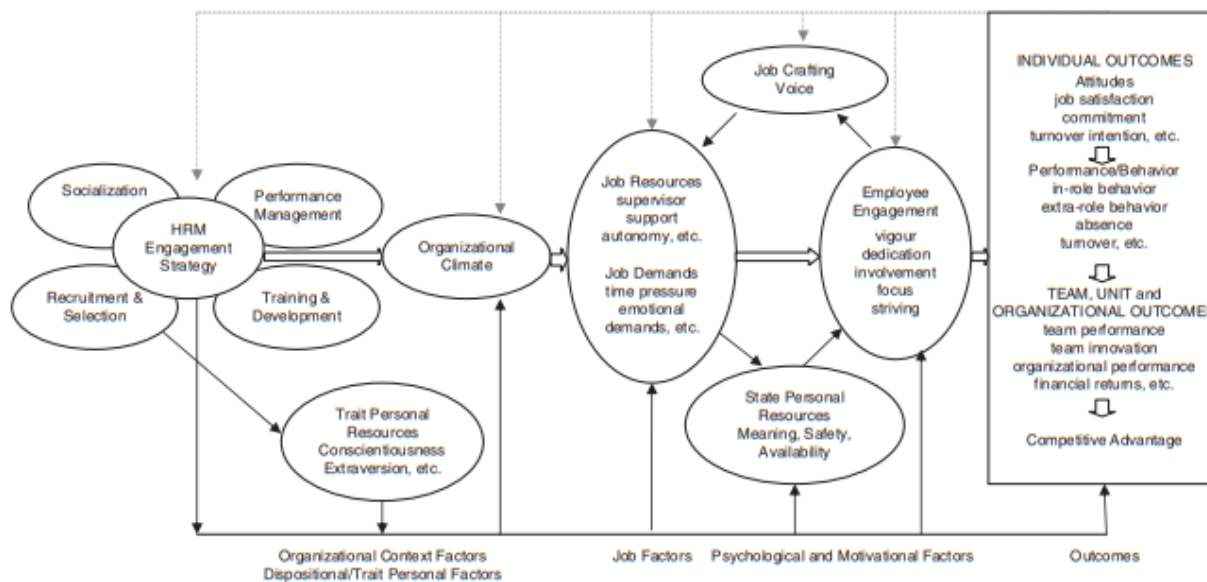 Job Crafting
Voice
Socialization
Performance
Management
HRM
Engagement
Strategy
Recruitment &
Selection
Training &
Development
Organizational
Climate
Trait Personal
Resources
Conscientiousness
Extraversion, etc.
Job Resources
supervisor
support
autonomy, etc.
Job Demands
time pressure
emotional
demands, etc.
State Personal
Resources
Meaning, Safety,
Availability
Employee
Engagement
vigour
dedication
involvement
focus
striving
INDIVIDUAL OUTCOMES
Attitudes
job satisfaction
commitment
turnover intention, etc.
Performance/Behavior
in-role behavior
extra-role behavior
absence
turnover, etc.
TEAM, UNIT and
ORGANIZATIONAL OUTCOMES
team performance
team innovation
organizational performance
financial returns, etc.
Competitive Advantage
Organizational Context Factors
Dispositional/Trait Personal Factors
Job Factors
Psychological and Motivational Factors
Outcomes